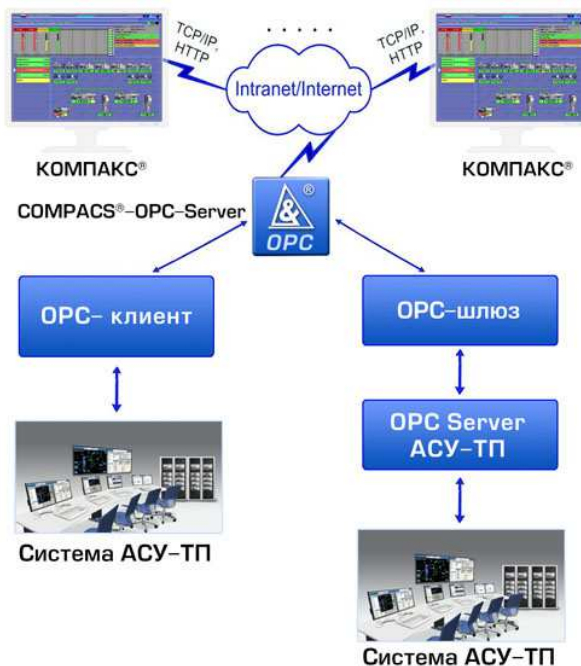 TCP/IP,
HTTP
TCP/IP,
HTTP
Intranet/Internet
КОМПАКС®
КОМПАКС®
COMPACS®-OPC-Server
&
®
OPC
OPC- клиент
OPC-шлюз
OPC Server
АСУ-ТП
Система АСУ-ТП
Система АСУ-ТП